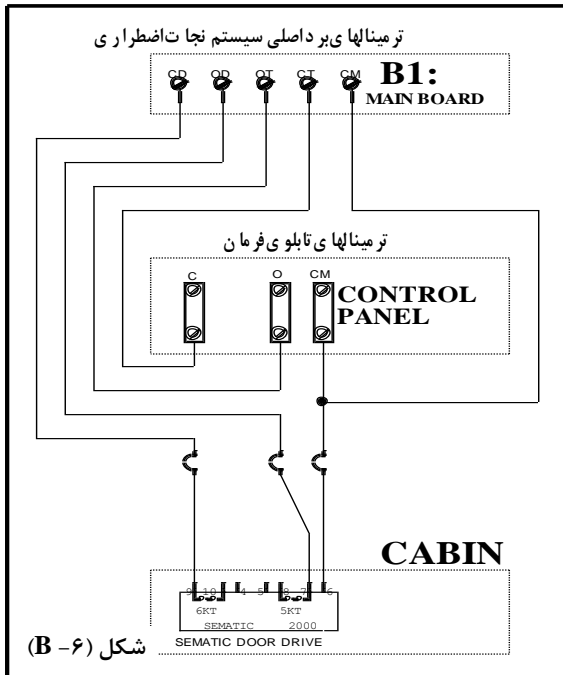 ترمینالهای برد اصلی سیستم نجات اضطراری
CD OD OT CT CM
B1:
MAIN BOARD
ترمینالهای تابلوی فرمان
C O CM
CONTROL
PANEL
CABIN
9 10 4 5 8 7 6
6KT 5KT
SEMATIC 2000
SEMATIC DOOR DRIVE
شکل (۶- B)